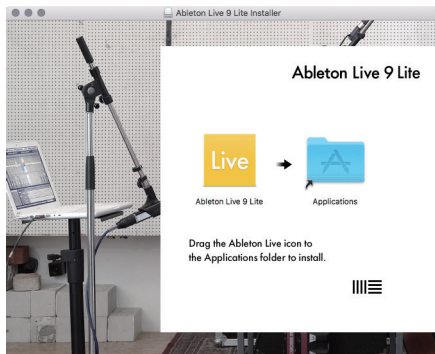 Ableton Live 9 Lite Installer
Ableton Live 9 Lite
Live
Ableton Live 9 Lite
Applications
Drag the Ableton Live icon to
the Applications folder to install.